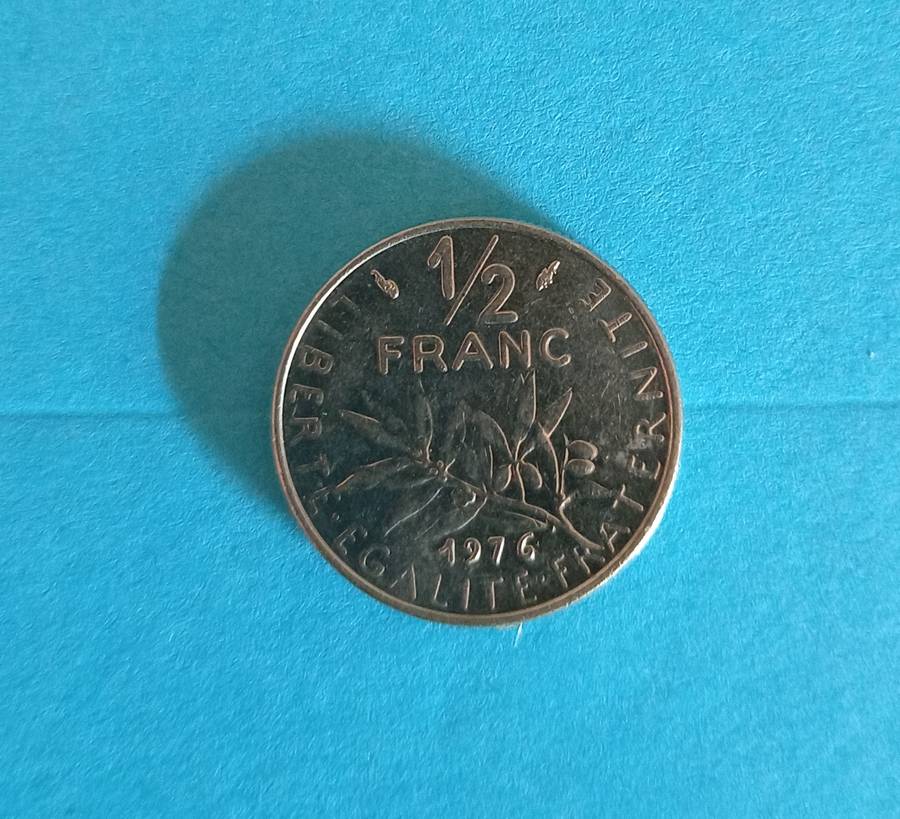 1/2
FRANC
1976
LIBERTE·EGALITE·FRATERNITE